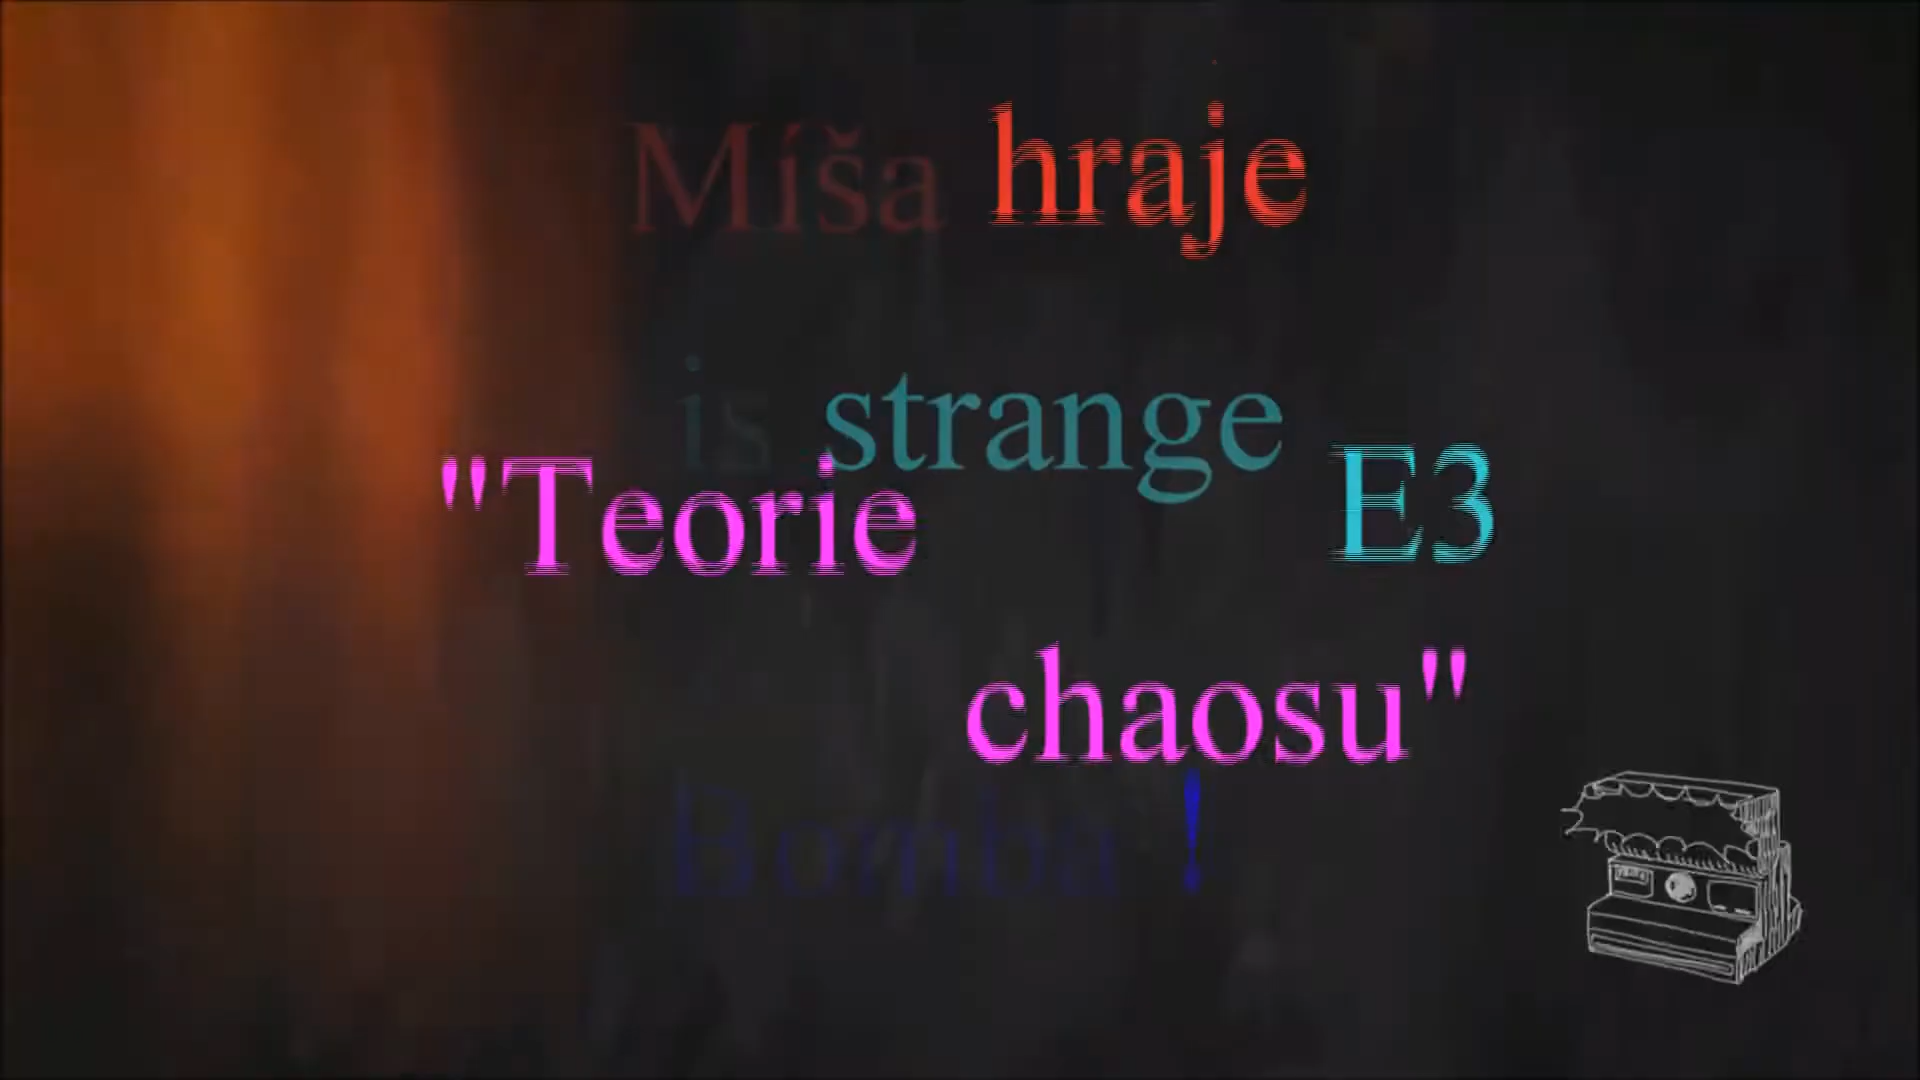 Míša hraje
is strange E3
"Teorie
chaosu"
Bomba !